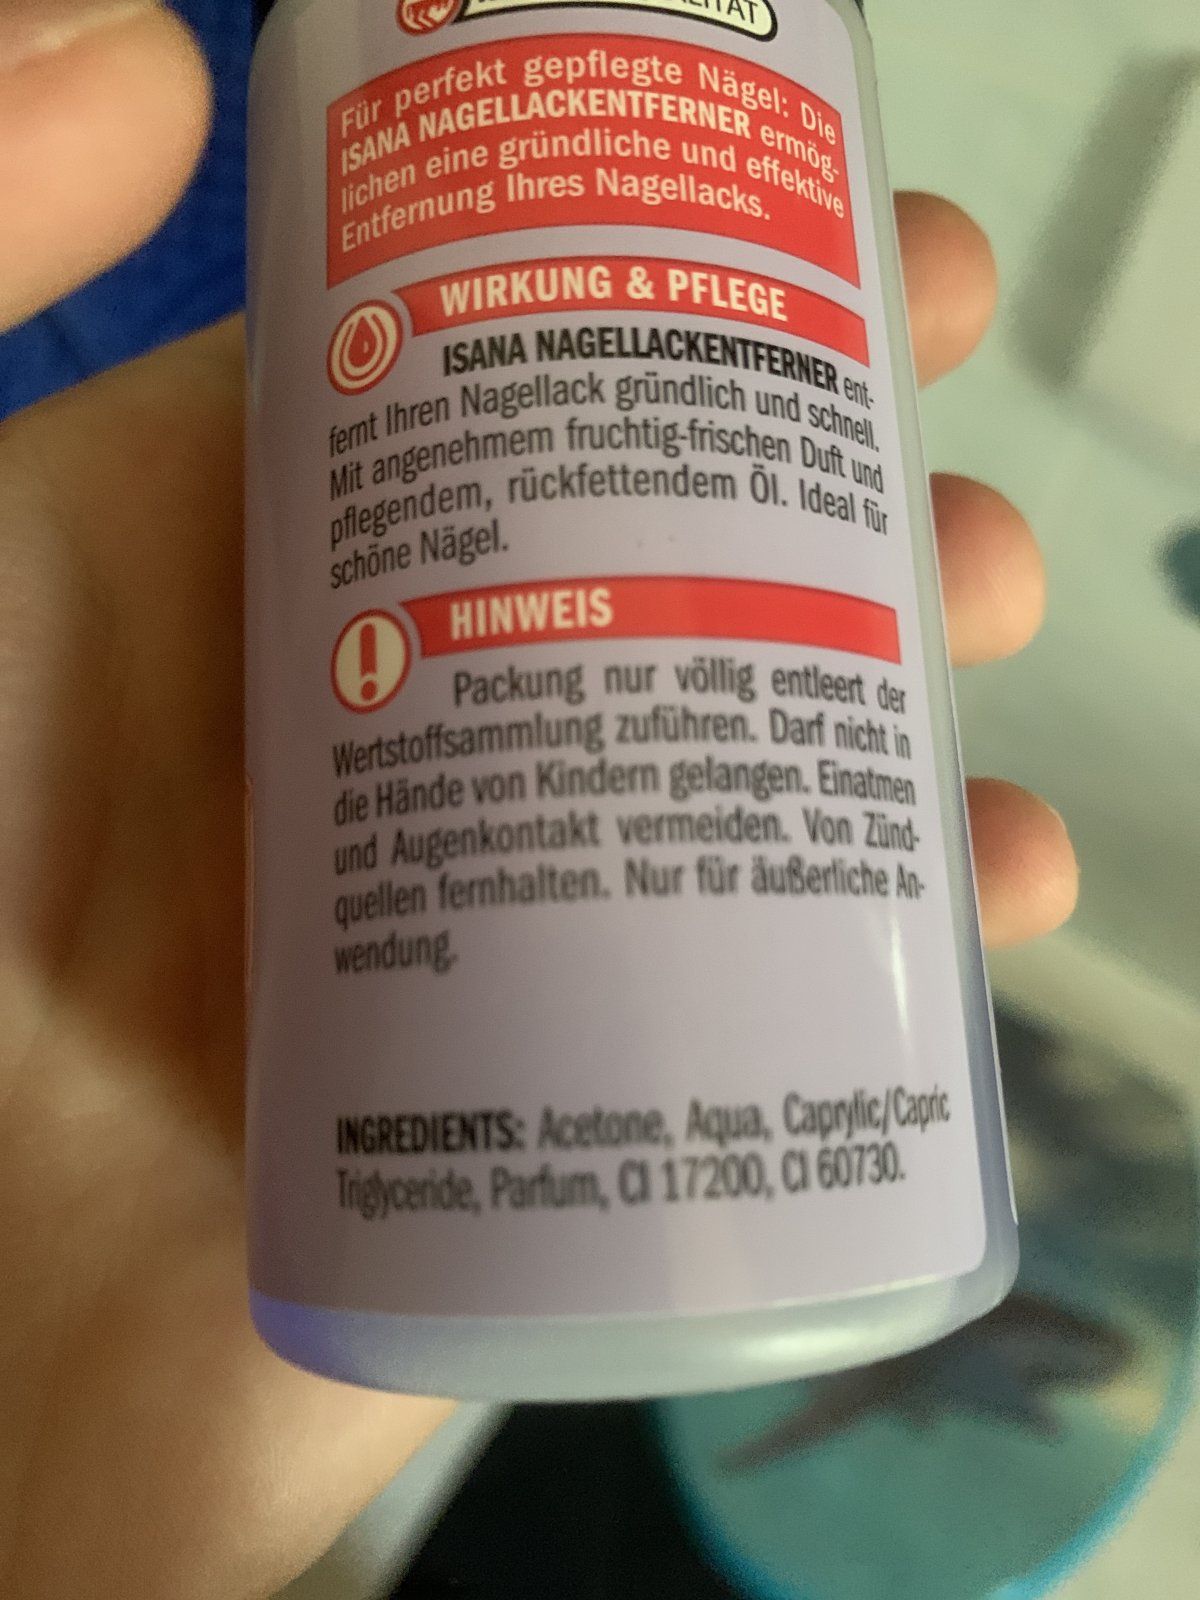 Für perfekt gepflegte Nägel: Die
ISANA NAGELLACKENTFERNER ermög-
lichen eine gründliche und effektive
Entfernung Ihres Nagellacks.
WIRKUNG & PFLEGE
ISANA NAGELLACKENTFERNER ent-
fernt Ihren Nagellack gründlich und schnell.
Mit angenehmem fruchtig-frischen Duft und
pflegendem, rückfettendem Öl. Ideal für
schöne Nägel.
HINWEIS
Packung nur völlig entleert der
Wertstoffsammlung zuführen. Darf nicht in
die Hände von Kindern gelangen. Einatmen
und Augenkontakt vermeiden. Von Zünd-
quellen fernhalten. Nur für äußerliche An-
wendung.
INGREDIENTS: Acetone, Aqua, Caprylic/Capric
Triglyceride, Parfum, CI 17200, CI 60730.